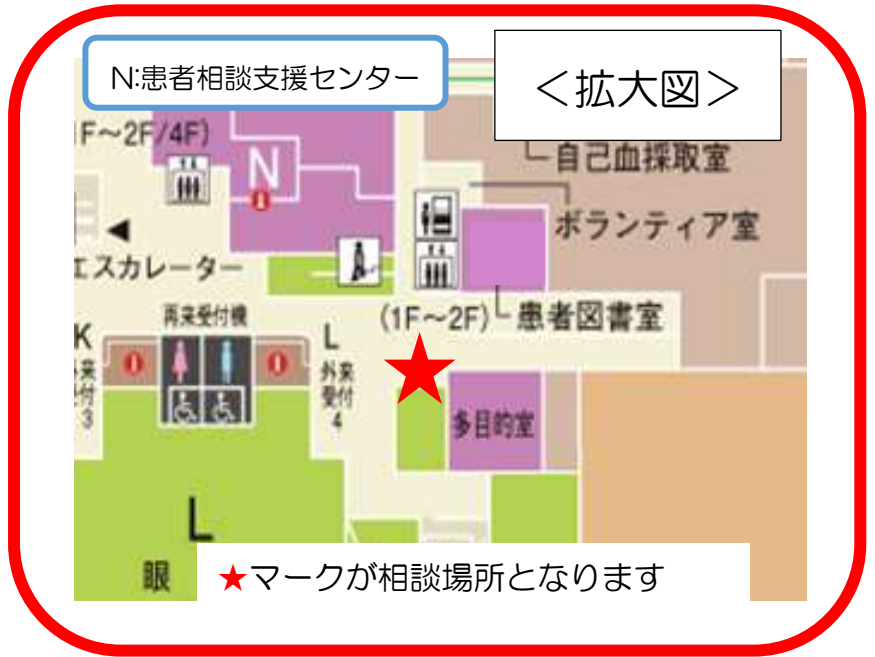 N:患者相談支援センター
＜拡大図＞
F～2F/4F)
N
自己血採取室
ボランティア室
エスカレーター
再来受付機
(1F～2F)
患者図書室
K
来
付
3
L
外来
受付
4
多目的室
L
眼
★マークが相談場所となります